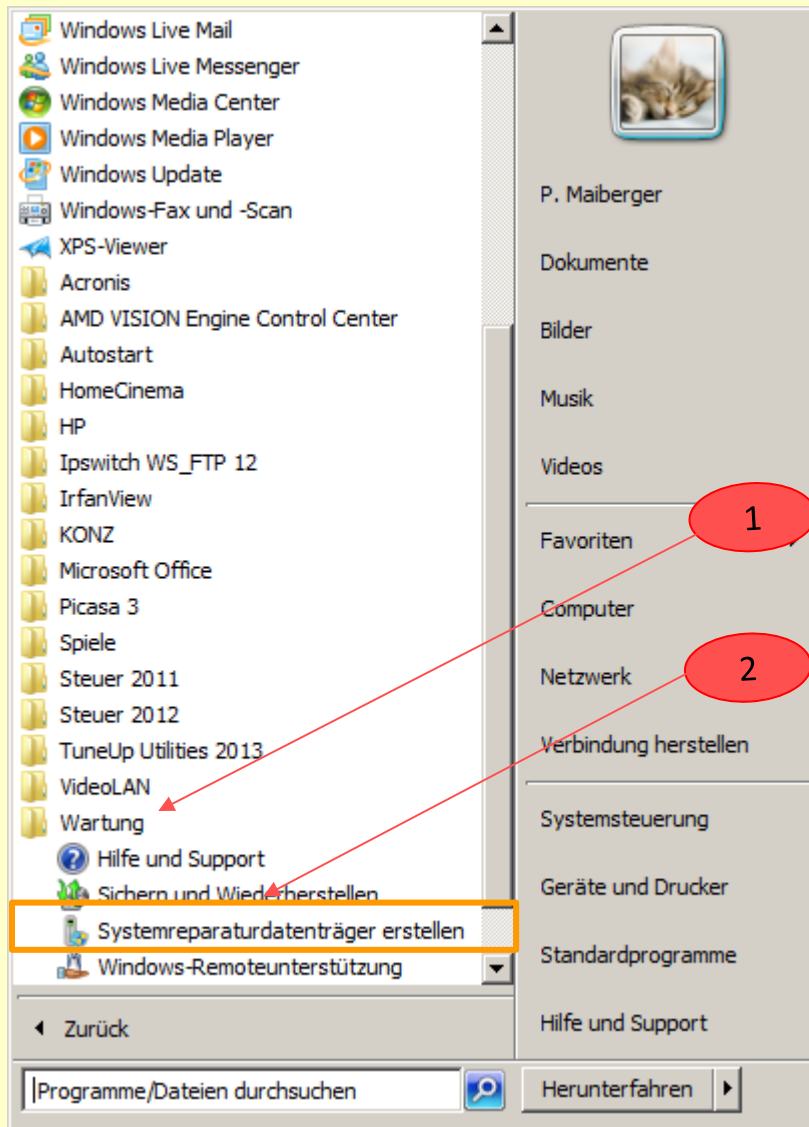 Windows Live Mail
Windows Live Messenger
Windows Media Center
Windows Media Player
Windows Update
Windows-Fax und -Scan
XPS-Viewer
Acronis
AMD VISION Engine Control Center
Autostart
HomeCinema
HP
Ipswitch WS_FTP 12
IrfanView
KONZ
Microsoft Office
Picasa 3
Spiele
Steuer 2011
Steuer 2012
TuneUp Utilities 2013
VideoLAN
Wartung
Hilfe und Support
Sichern und Wiederherstellen
Systemreparaturdatenträger erstellen
Windows-Remoteunterstützung
Zurück
Programme/Dateien durchsuchen
P. Maiberger
Dokumente
Bilder
Musik
Videos
1
Favoriten
Computer
2
Netzwerk
Verbindung herstellen
Systemsteuerung
Geräte und Drucker
Standardprogramme
Hilfe und Support
Herunterfahren